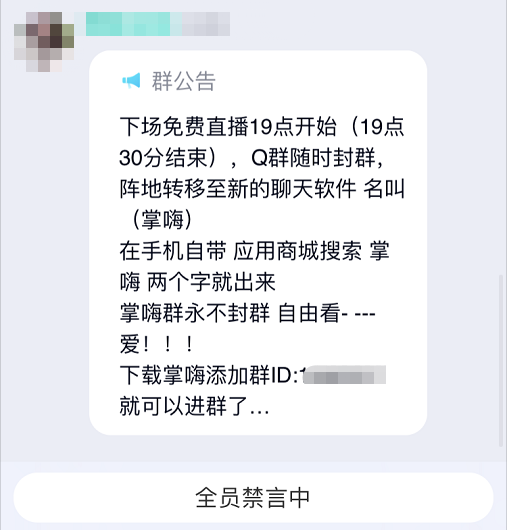 群公告
下场免费直播19点开始（19点
30分结束），Q群随时封群，
阵地转移至新的聊天软件 名叫
（掌嗨）
在手机自带 应用商城搜索 掌
嗨 两个字就出来
掌嗨群永不封群 自由看- ---
爱！！！
下载掌嗨添加群ID:
就可以进群了...
全员禁言中